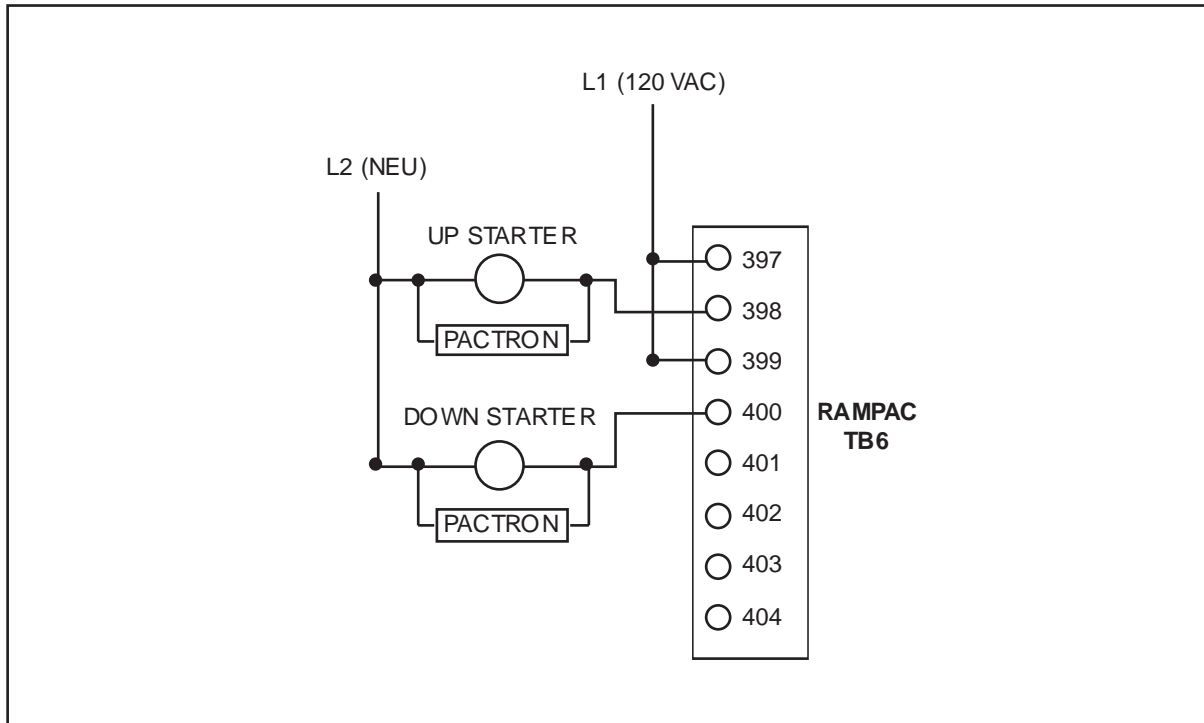 L1 (120 VAC)
L2 (NEU)
UP STARTER
PACTRON
DOWN STARTER
PACTRON
397
398
399
400
401
402
403
404
RAMPAC
TB6